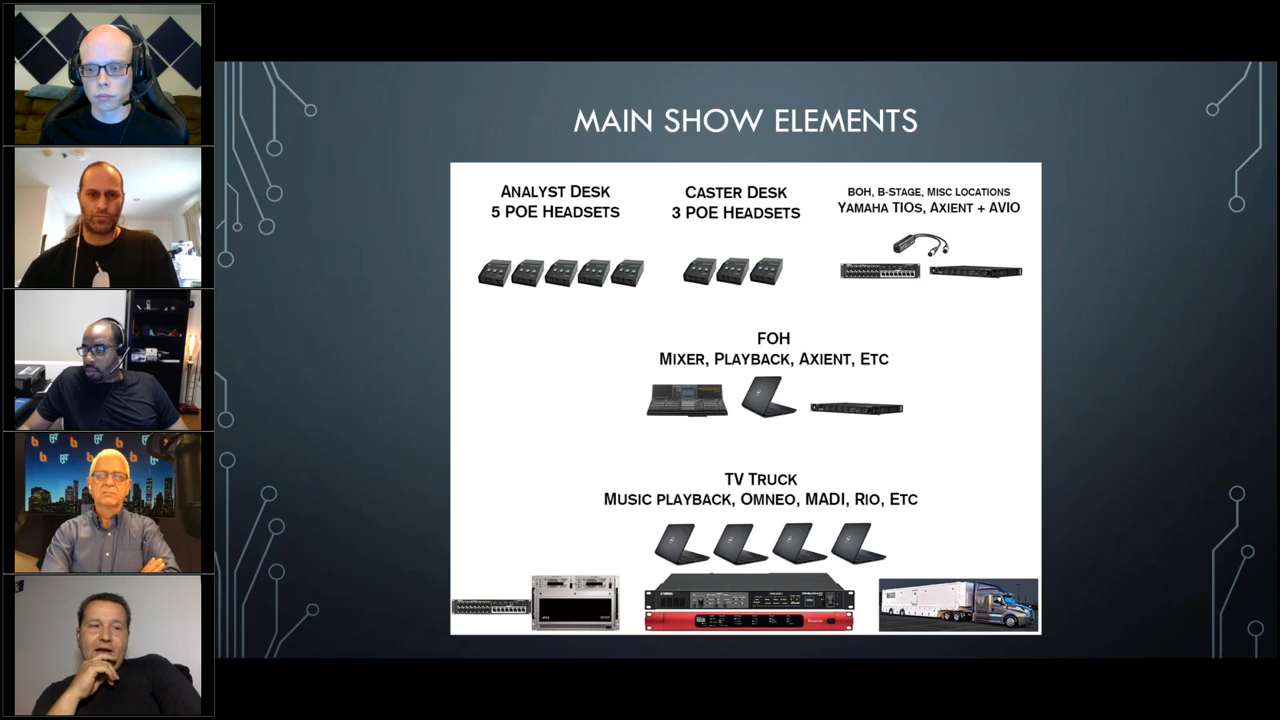 MAIN SHOW ELEMENTS
ANALYST DESK
5 POE HEADSETS
CASTER DESK
3 POE HEADSETS
BOH, B-STAGE, MISC LOCATIONS
YAMAHA TIOS, AXIENT + AVIO
FOH
MIXER, PLAYBACK, AXIENT, ETC
TV TRUCK
MUSIC PLAYBACK, OMNEO, MADI, RIO, ETC